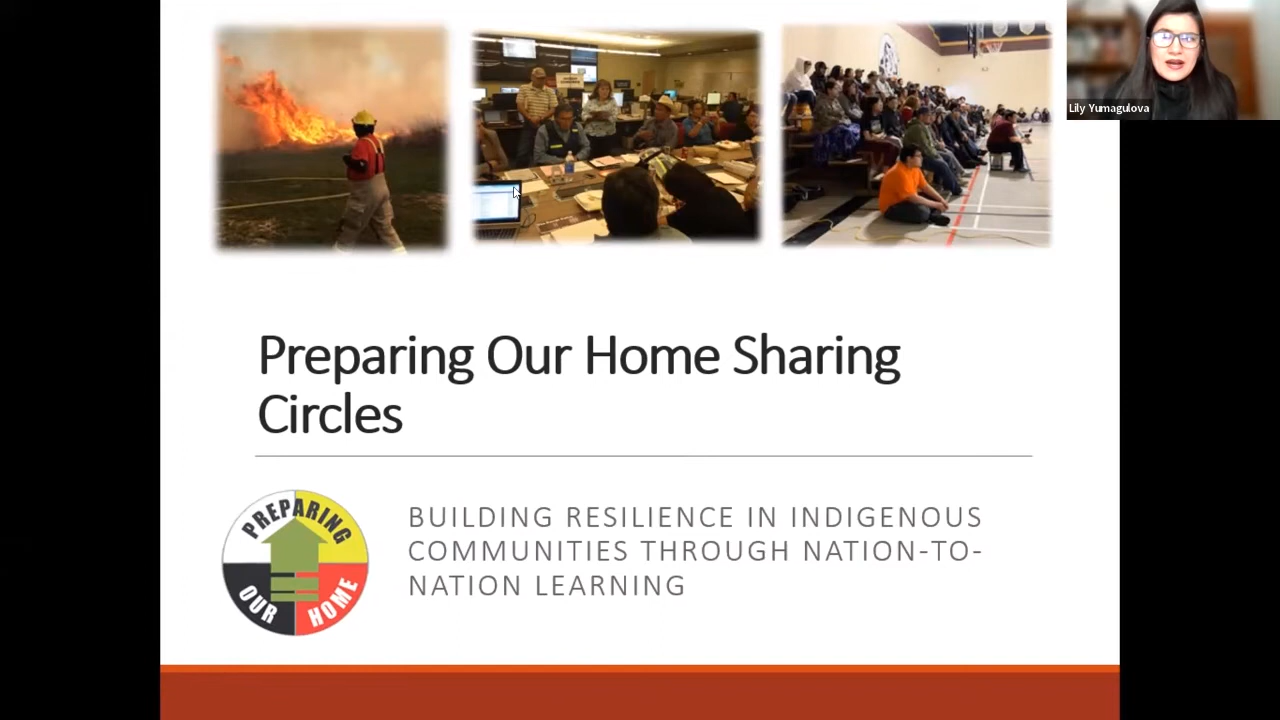 Lily Yumagulova
Preparing Our Home Sharing
Circles
PREPARING
OUR HOME
BUILDING RESILIENCE IN INDIGENOUS
COMMUNITIES THROUGH NATION-TO-
NATION LEARNING